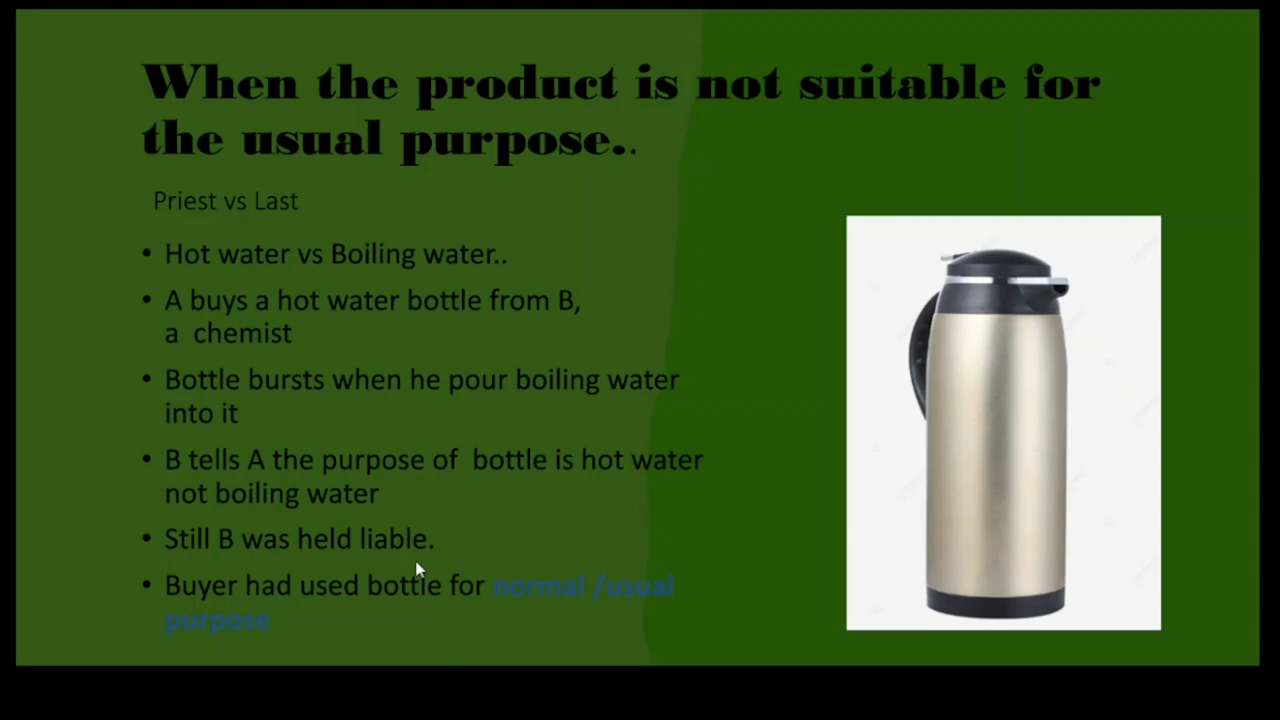 When the product is not suitable for
the usual purpose..
Priest vs Last
• Hot water vs Boiling water..
• A buys a hot water bottle from B,
a chemist
• Bottle bursts when he pour boiling water
into it
• B tells A the purpose of bottle is hot water
not boiling water
• Still B was held liable.
• Buyer had used bottle for normal /usual
purpose